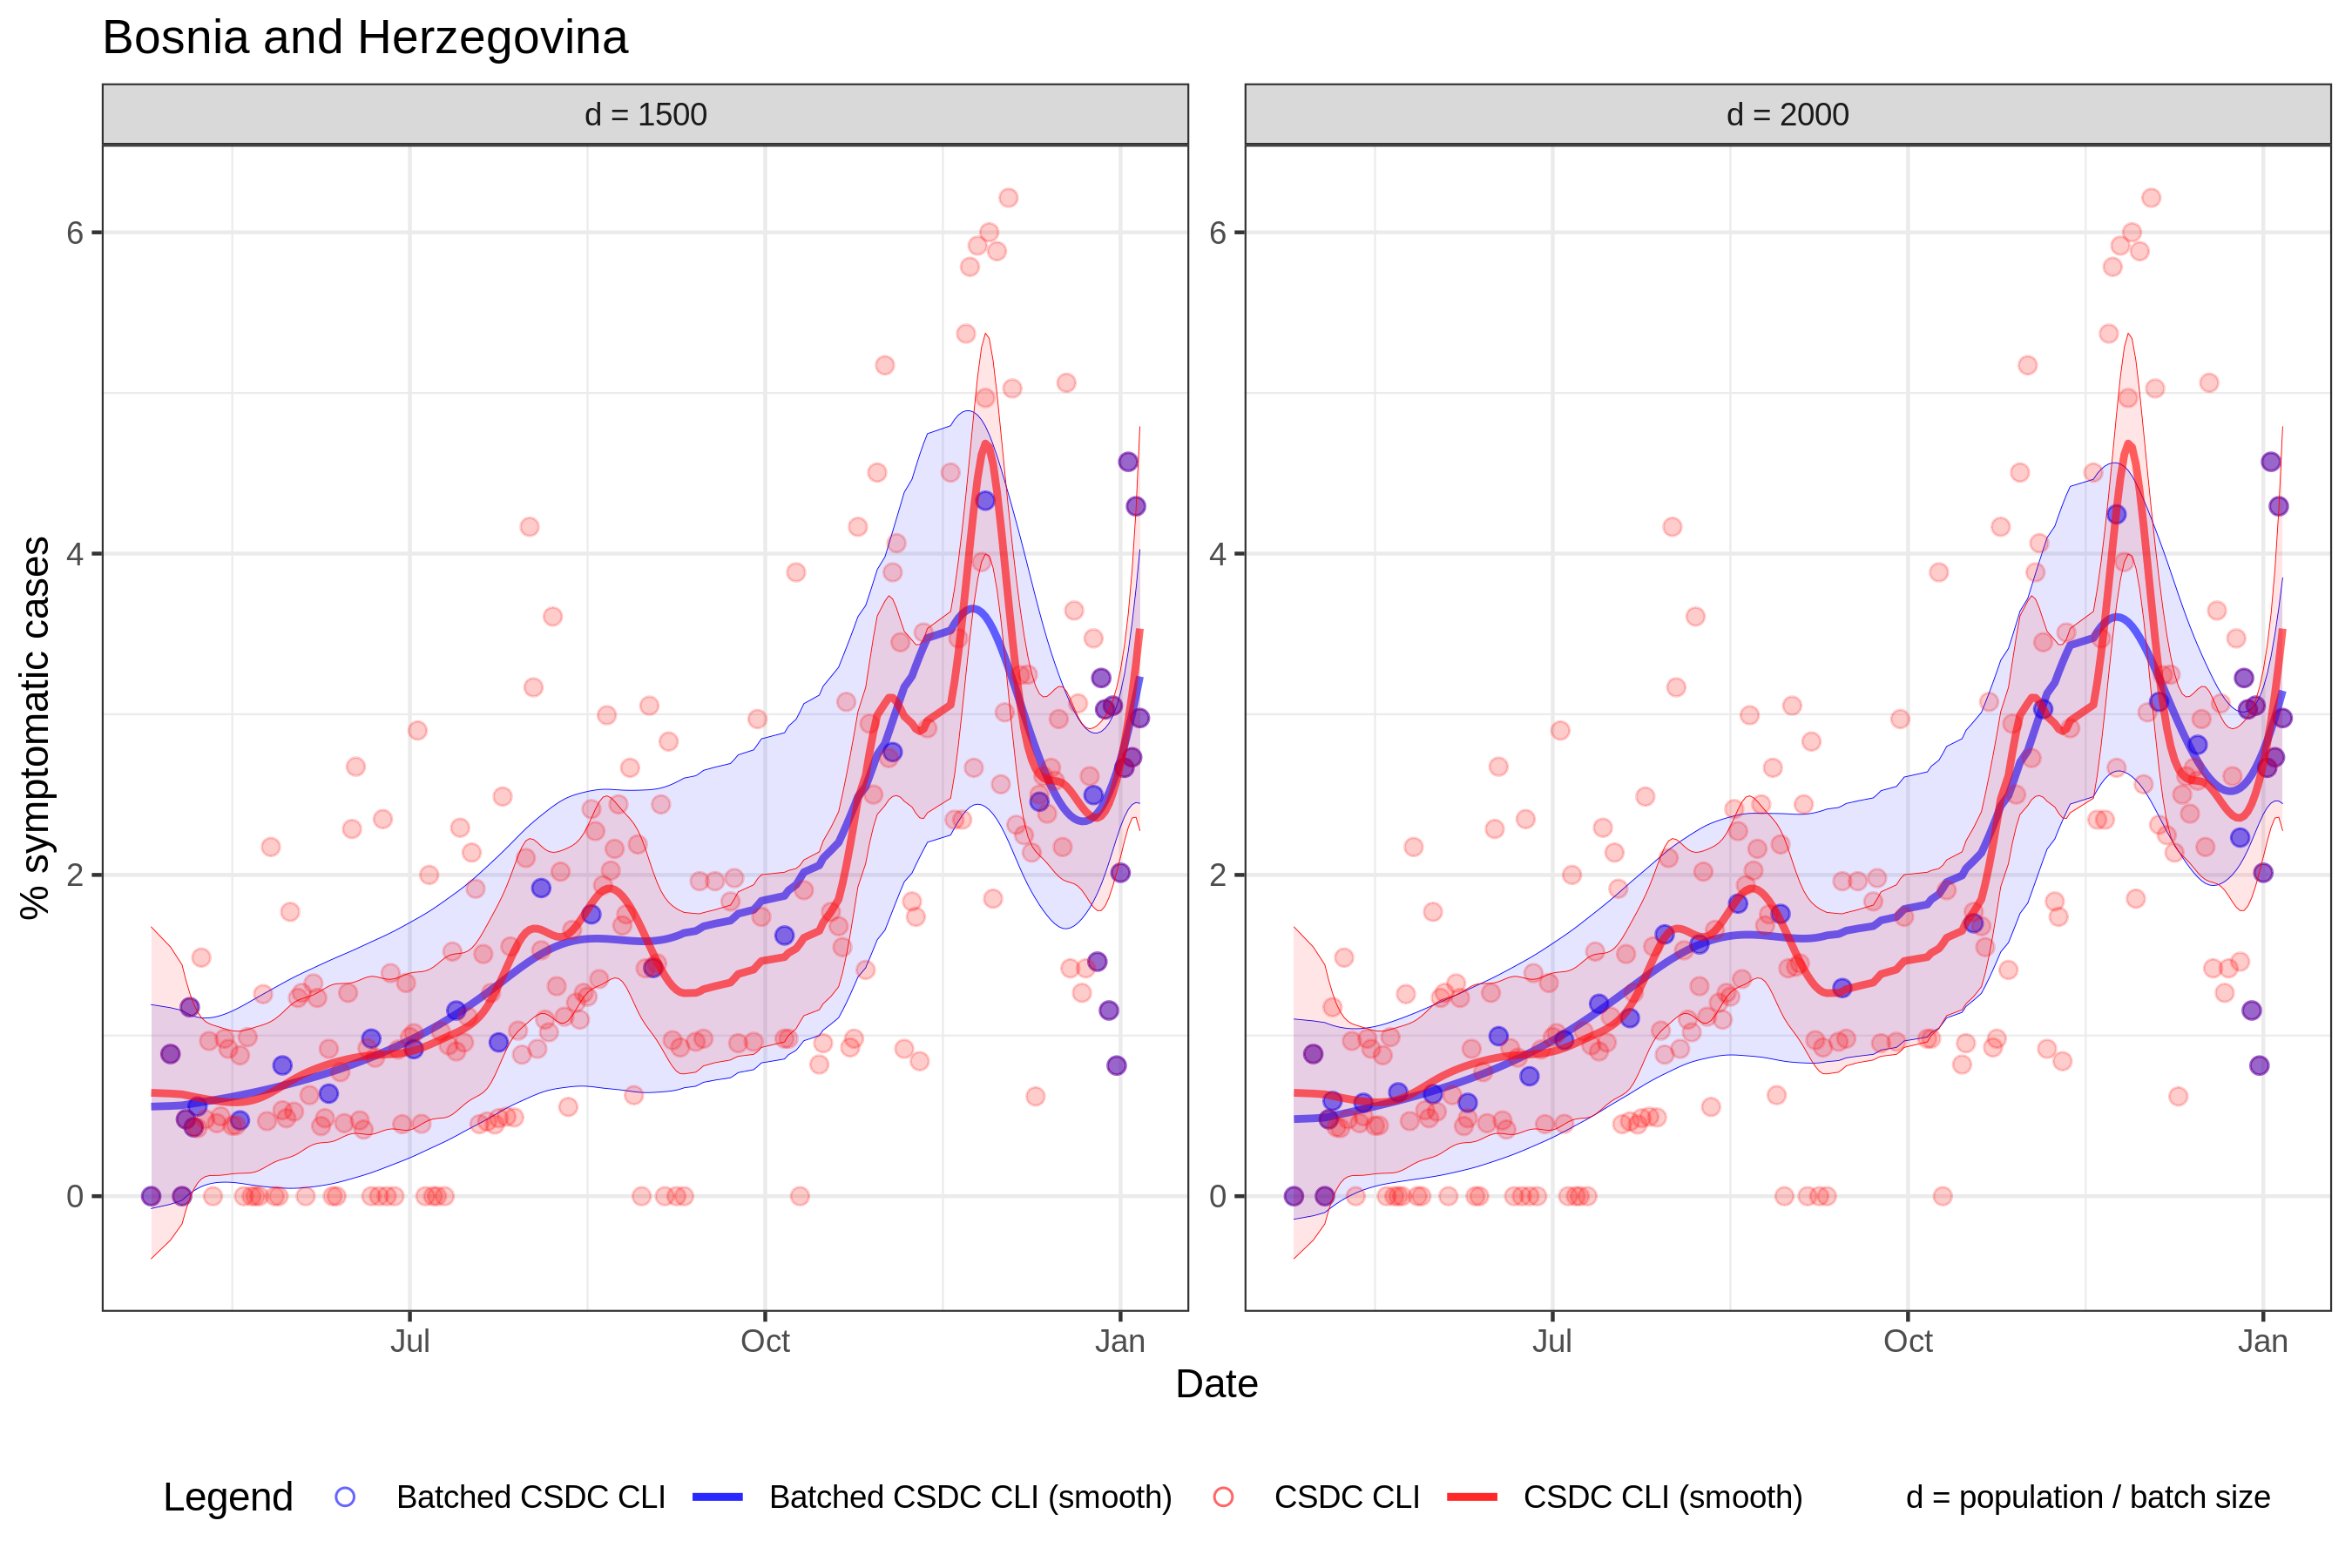 Bosnia and Herzegovina
d = 1500
d = 2000
% symptomatic cases
6
4
2
0
6
4
2
0
Jul
Oct
Jan
Jul
Oct
Jan
Date
Legend
Batched CSDC CLI
Batched CSDC CLI (smooth)
CSDC CLI
CSDC CLI (smooth)
d = population / batch size